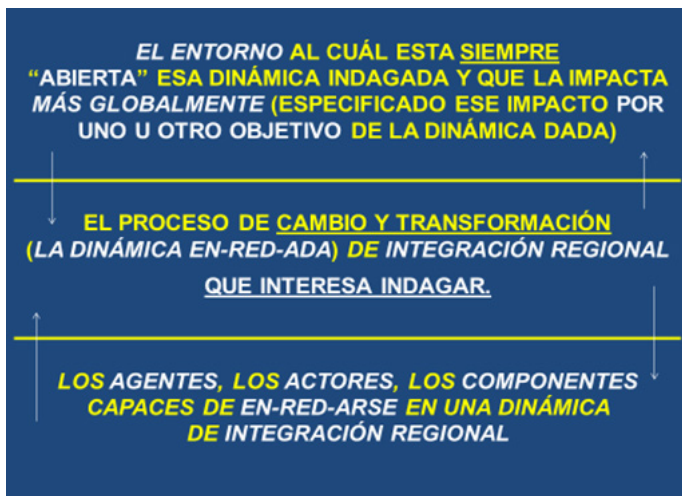 EL ENTORNO AL CUÁL ESTA SIEMPRE
“ABIERTA” ESA DINÁMICA INDAGADA Y QUE LA IMPACTA
MÁS GLOBALMENTE (ESPECIFICADO ESE IMPACTO POR
UNO U OTRO OBJETIVO DE LA DINÁMICA DADA)
EL PROCESO DE CAMBIO Y TRANSFORMACIÓN
(LA DINÁMICA EN-RED-ADA) DE INTEGRACIÓN REGIONAL
QUE INTERESA INDAGAR.
LOS AGENTES, LOS ACTORES, LOS COMPONENTES
CAPACES DE EN-RED-ARSE EN UNA DINÁMICA
DE INTEGRACIÓN REGIONAL